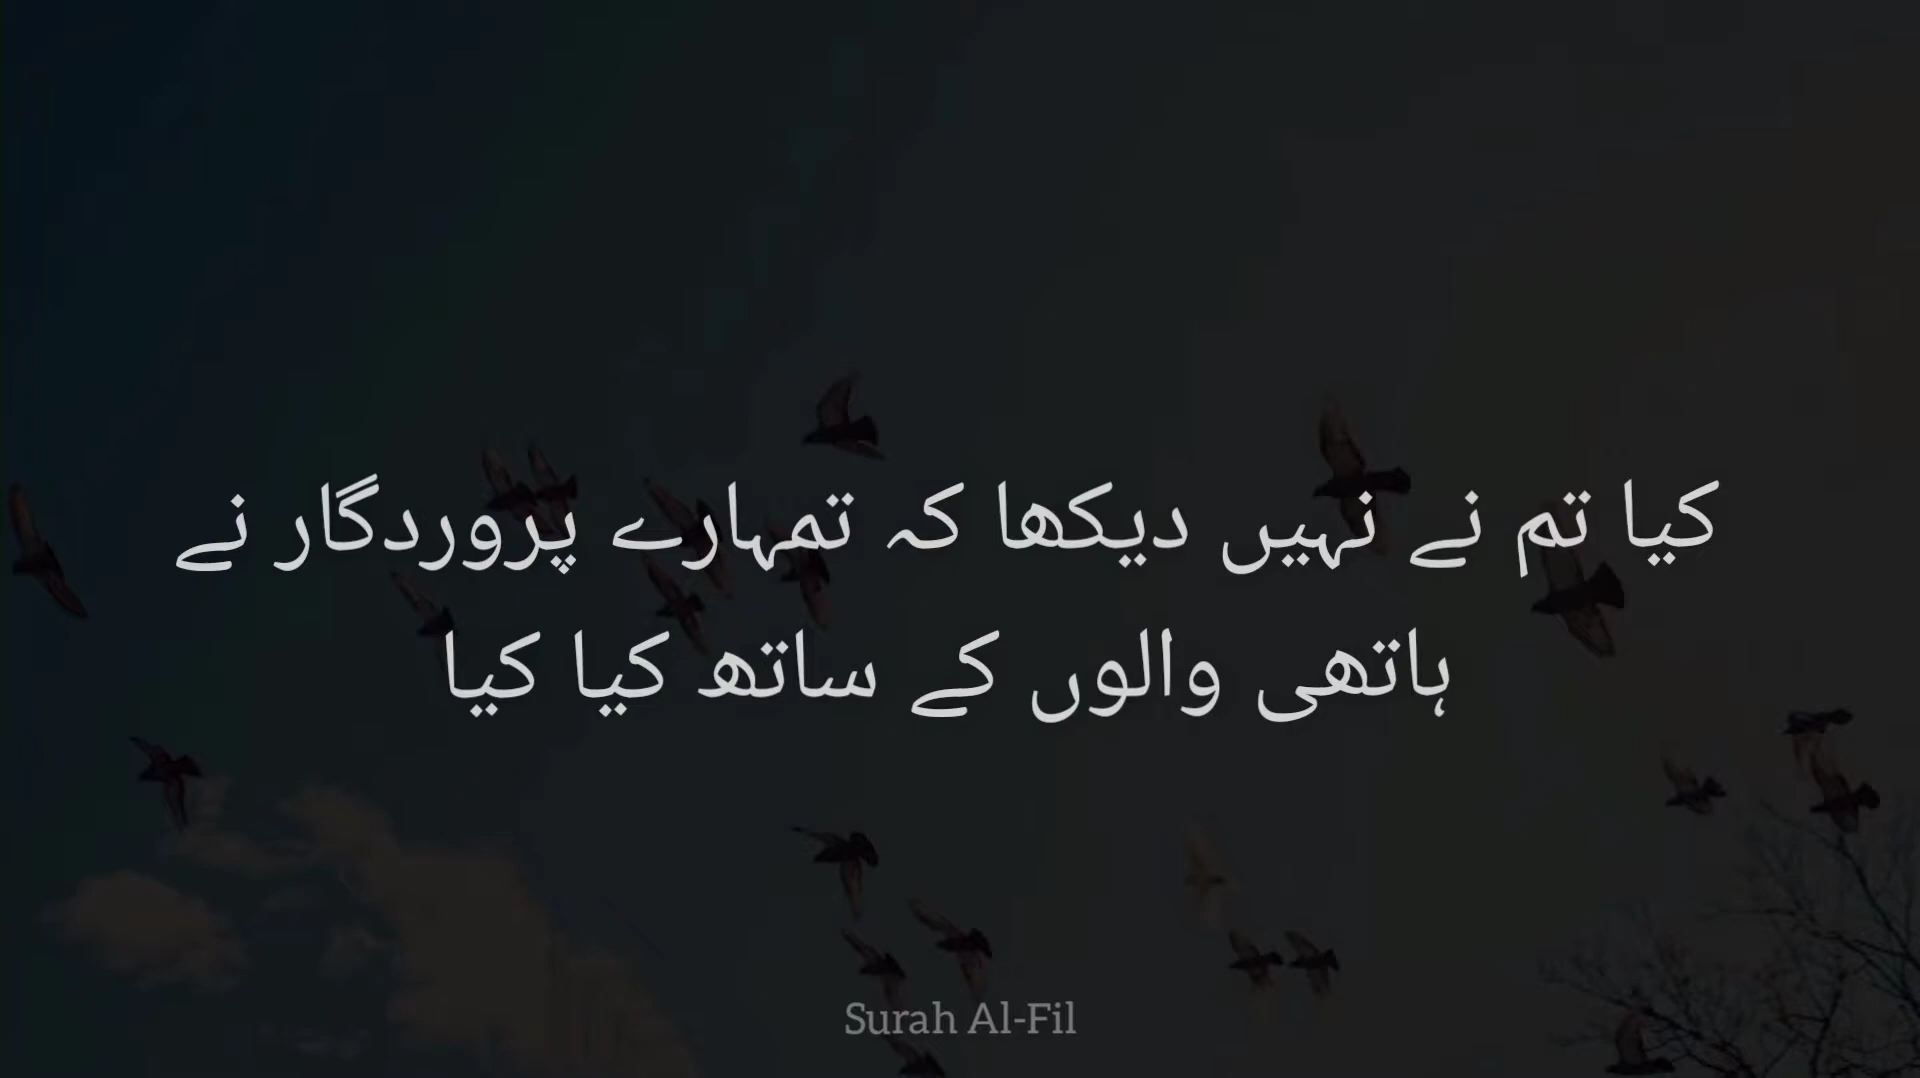 کیا تم نے نہیں دیکھا کہ تمہارے پروردگار نے
ہاتھی والوں کے ساتھ کیا کیا
Surah Al-Fil